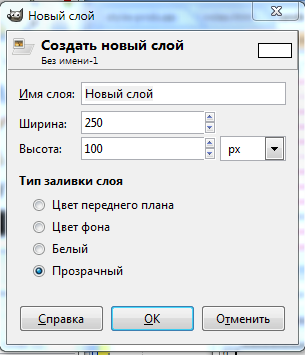 Новый слой
Создать новый слой
Без имени-1
Имя слоя: Новый слой
Ширина: 250
Высота: 100 px
Тип заливки слоя
Цвет переднего плана
Цвет фона
Белый
Прозрачный
Справка OK Отменить